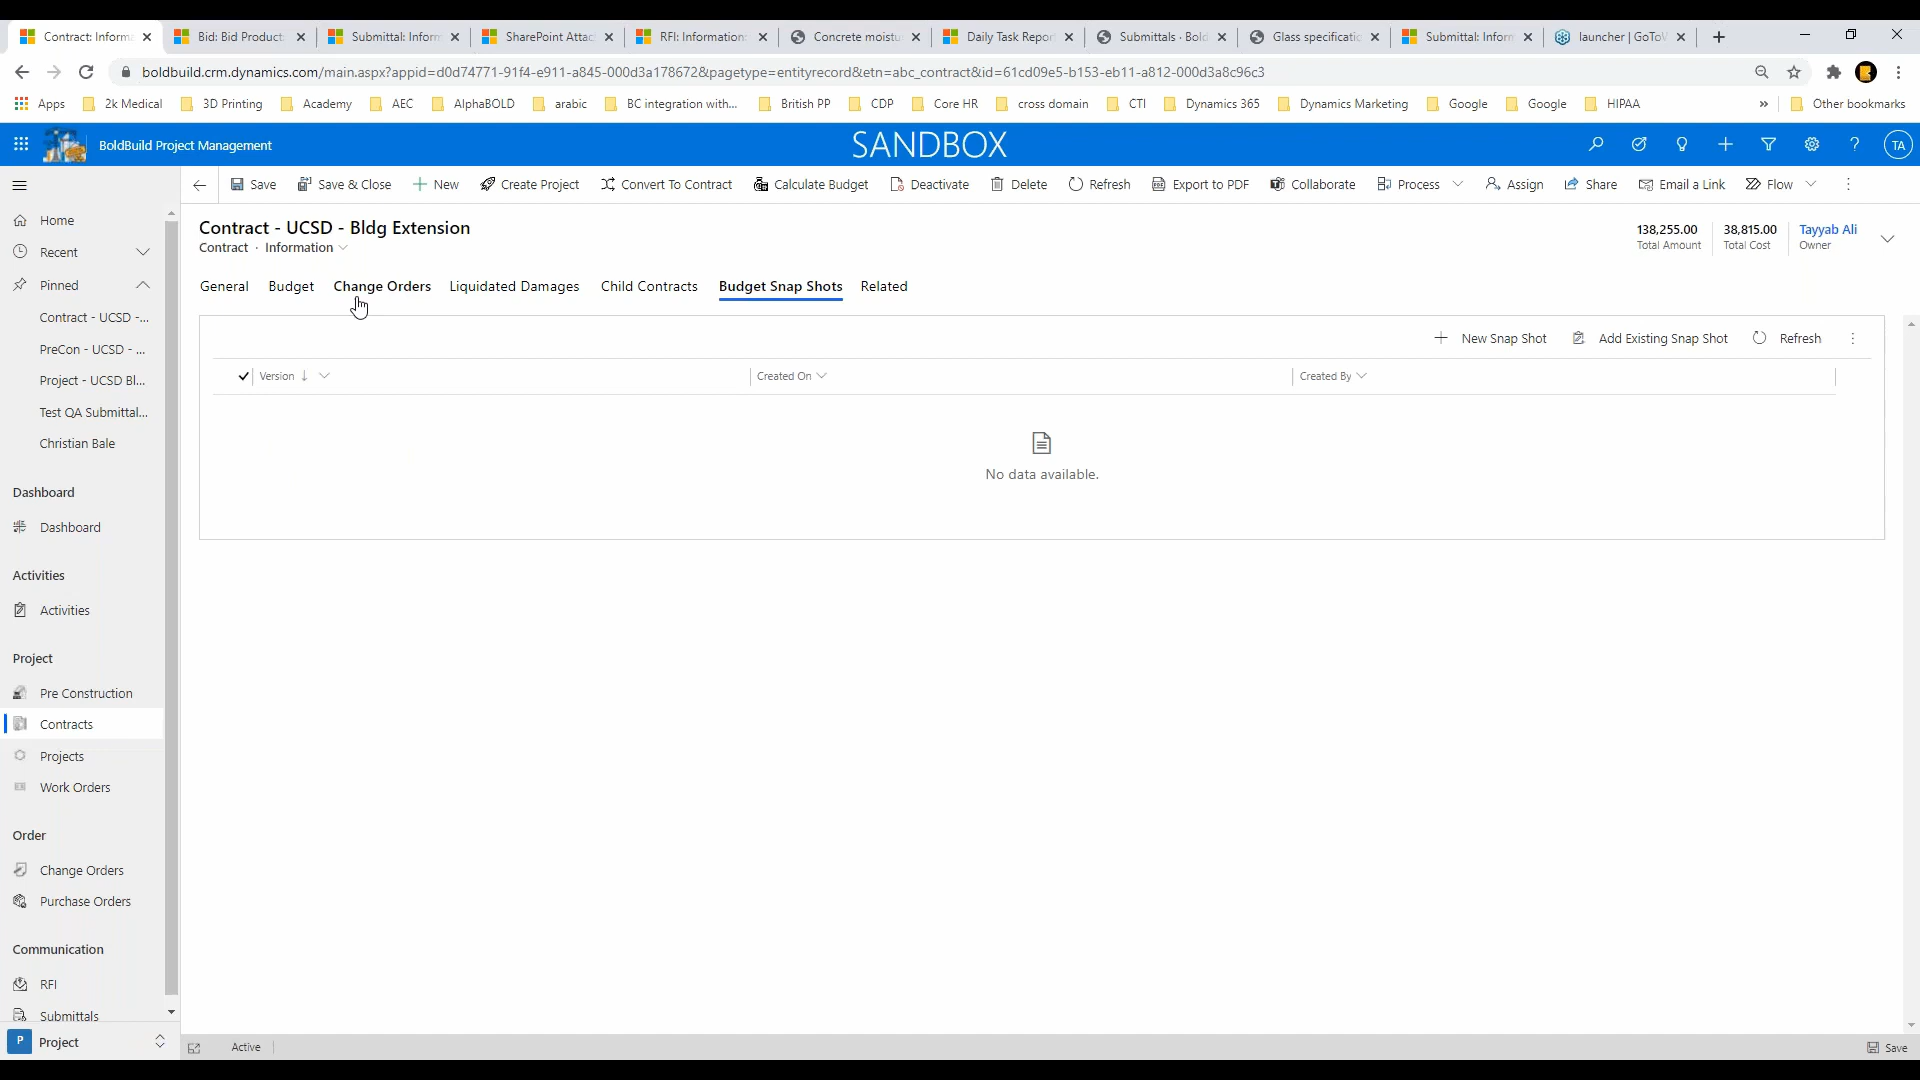 Contract: Inform
Bid: Bid Product
Submittal: Inform
SharePoint Attac
RFI: Information:
Concrete moistu
Daily Task Repor
Submittals · Bold
Glass specificatio
Submittal: Inform
launcher | GoToV
boldbuild.crm.dynamics.com/main.aspx?appid=d0d74771-91f4-e911-a845-000d3a178672&pagetype=entityrecord&etn=abc_contract&id=61cd09e5-b153-eb11-a812-000d3a8c96c3
Apps
2k Medical
3D Printing
Academy
AEC
AlphaBOLD
arabic
BC integration with...
British PP
CDP
Core HR
cross domain
CTI
Dynamics 365
Dynamics Marketing
Google
Google
HIPAA
»
Other bookmarks
BoldBuild Project Management
SANDBOX
TA
Save
Save & Close
New
Create Project
Convert To Contract
Calculate Budget
Deactivate
Delete
Refresh
Export to PDF
Collaborate
Process
Assign
Share
Email a Link
Flow
Home
Recent
Pinned
Contract - UCSD -...
PreCon - UCSD - ...
Project - UCSD Bl...
Test QA Submittal...
Christian Bale
Dashboard
Dashboard
Activities
Activities
Project
Pre Construction
Contracts
Projects
Work Orders
Order
Change Orders
Purchase Orders
Communication
RFI
Submittals
P
Project
Contract - UCSD - Bldg Extension
Contract · Information
138,255.00
Total Amount
38,815.00
Total Cost
Tayyab Ali
Owner
General
Budget
Change Orders
Liquidated Damages
Child Contracts
Budget Snap Shots
Related
New Snap Shot
Add Existing Snap Shot
Refresh
Version
Created On
Created By
No data available.
Active
Save